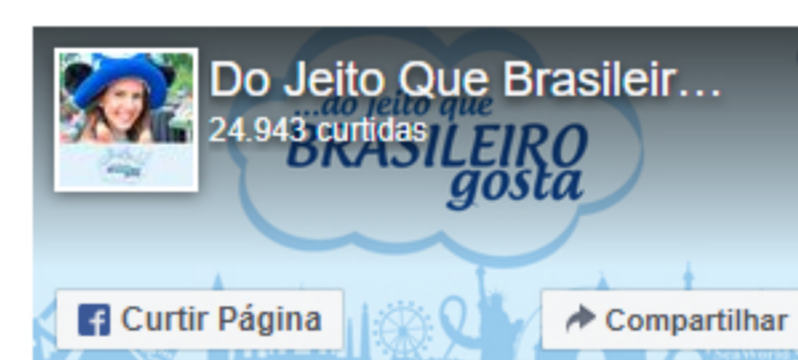 Do Jeito Que Brasileir...
...do jeito que
24.943 curtidas
BRASILEIRO
gosta
Curtir Página
Compartilhar